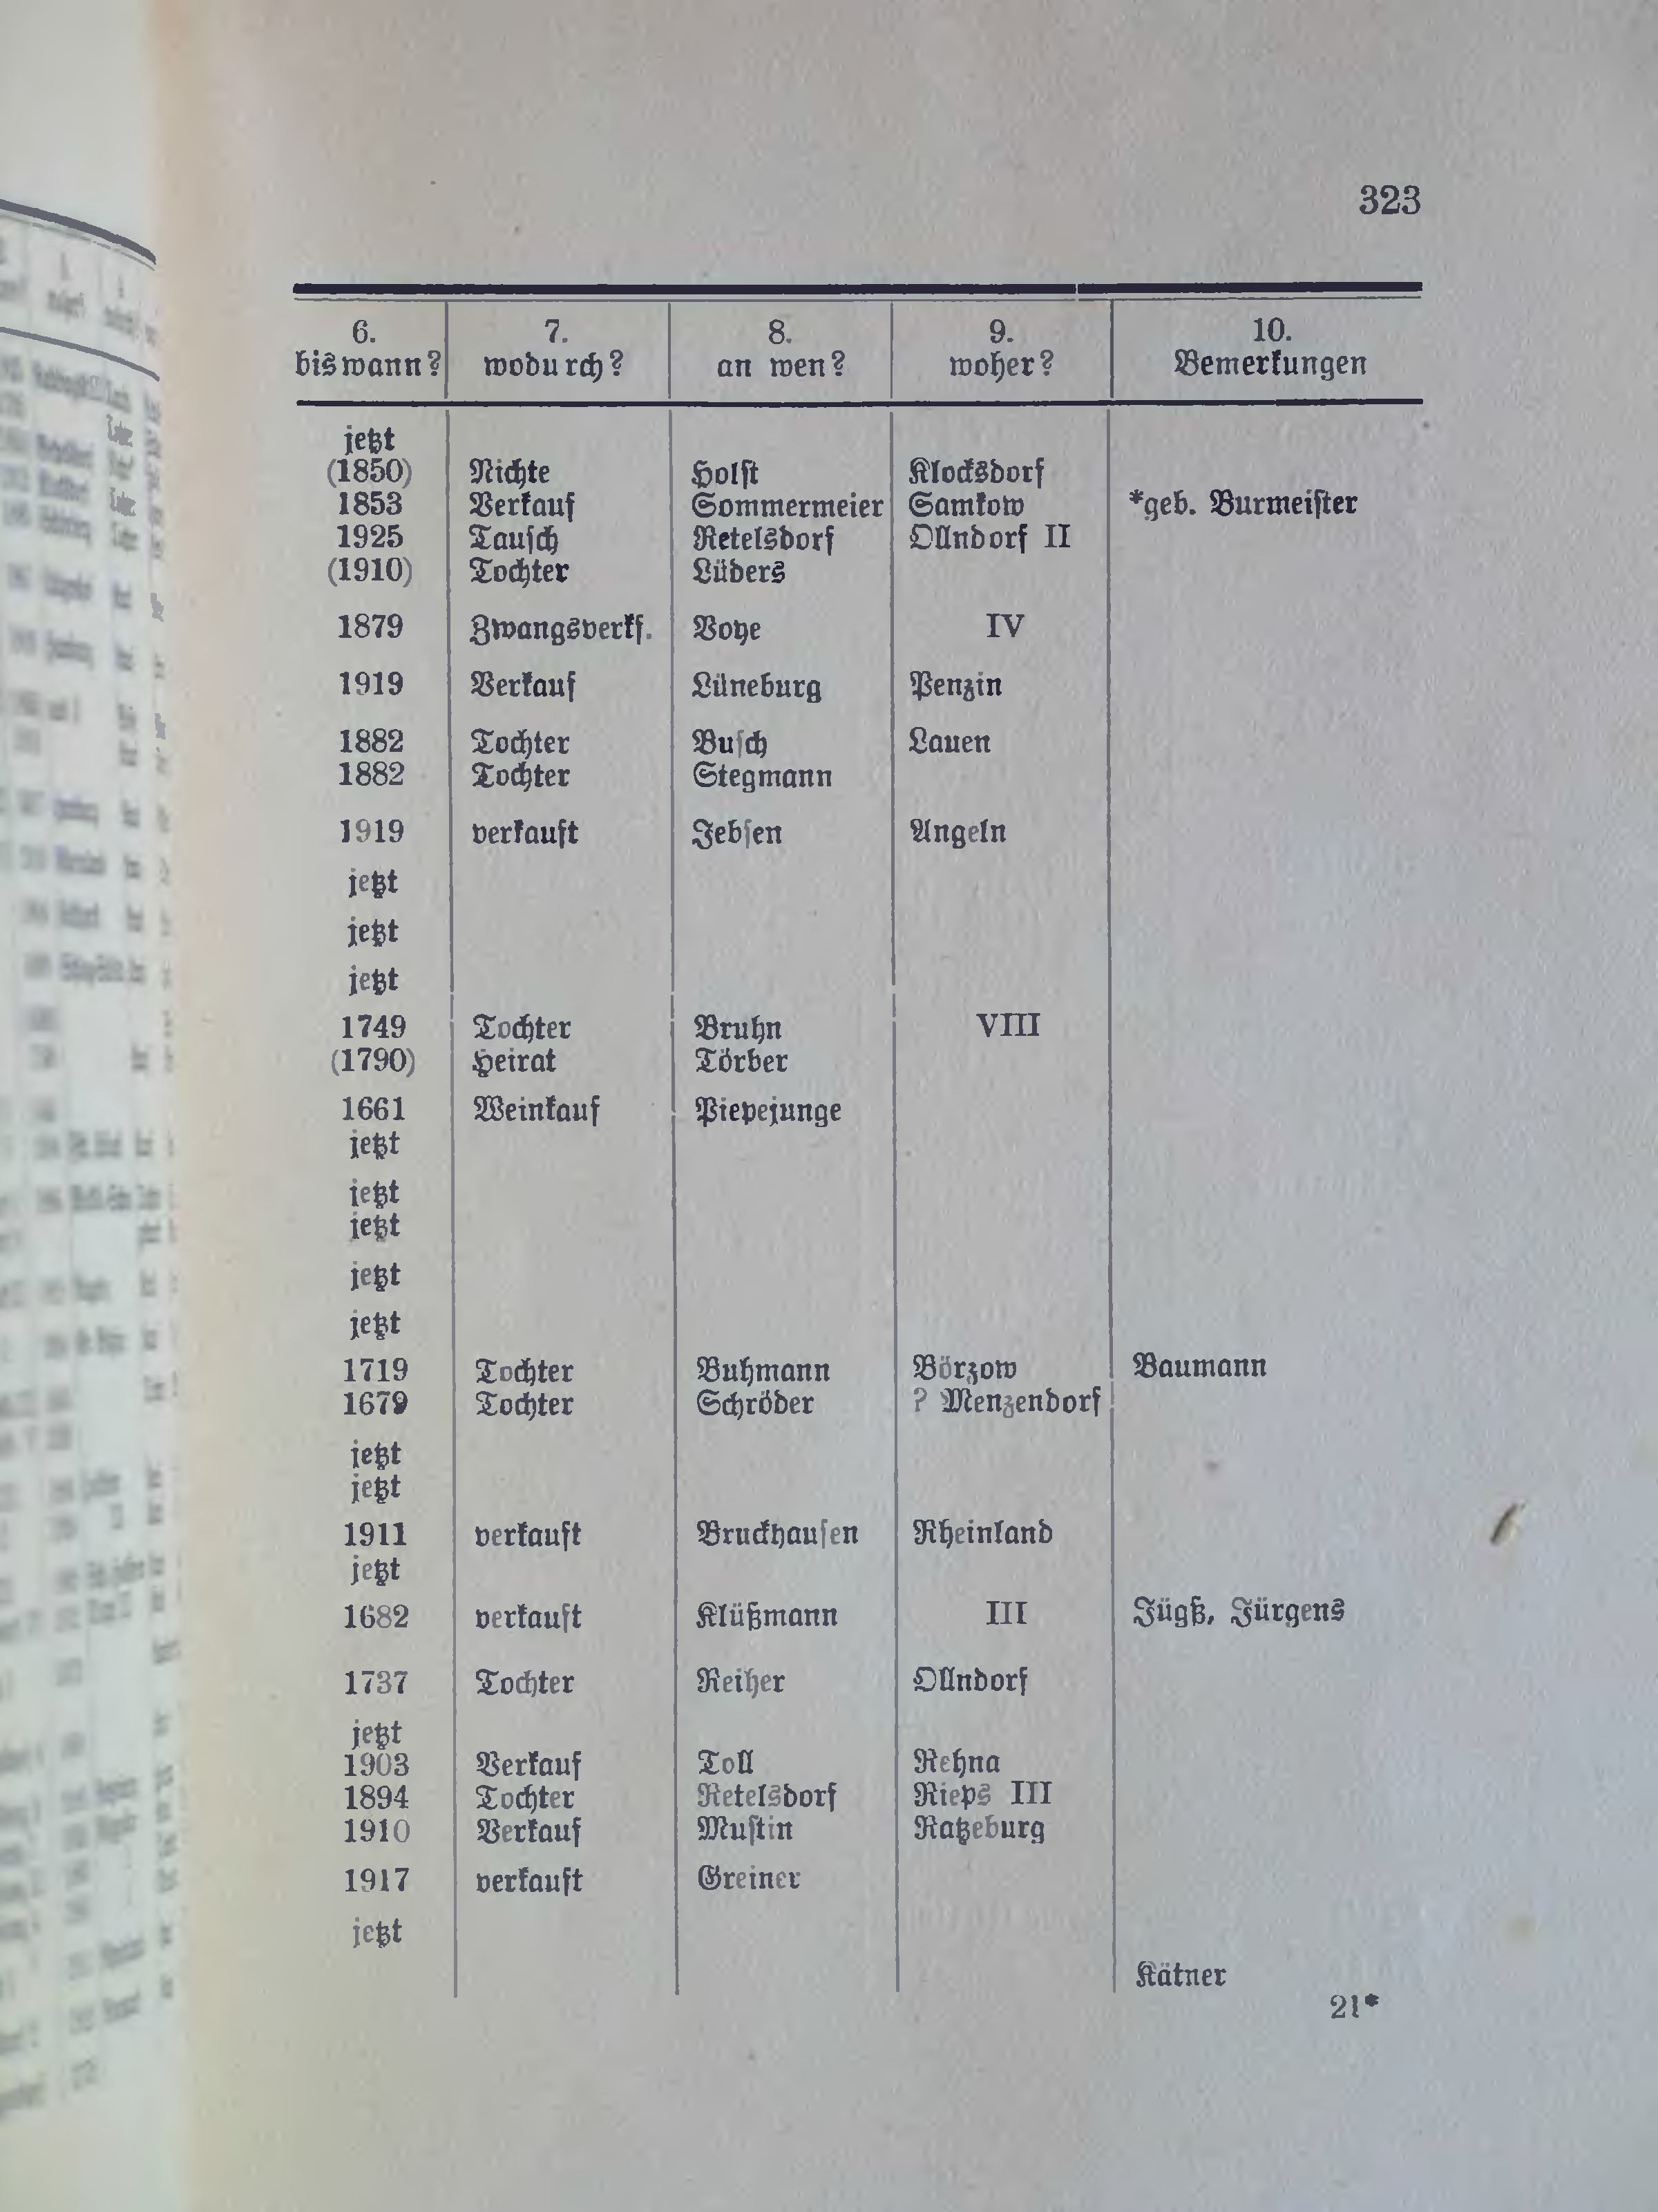 323
6. 7. 8. 9. 10.
bis wann? wodurch? an wen? woher? Bemerkungen
jetzt
(1850) Nichte Holst Klocksdorf
1853 Verkauf Sommermeier Samkow *geb. Burmeister
1925 Tausch Retelsdorf Ollndorf II
(1910) Tochter Lübers
1879 Zwangsverkf. Voye IV
1919 Verkauf Lüneburg Penzin
1882 Tochter Busch Lauen
1882 Tochter Stegmann
1919 verkauft Jebsen Angeln
jetzt
jetzt
jetzt
1749 Tochter Bruhn VIII
(1790) Heirat Törber
1661 Weinkauf Piepejunge
jetzt
jetzt
jetzt
jetzt
jetzt
1719 Tochter Buhmann Börzow Baumann
1679 Tochter Schröder ? Menzendorf
jetzt
jetzt
1911 verkauft Bruckhausen Rheinland
jetzt
1682 verkauft Klüßmann III Jügß, Jürgens
1737 Tochter Reiher Ollndorf
jetzt
1903 Verkauf Toll Rehna
1894 Tochter Retelsdorf Rieps III
1910 Verkauf Mustin Ratzeburg
1917 verkauft Greiner
jetzt
Kätner
21*